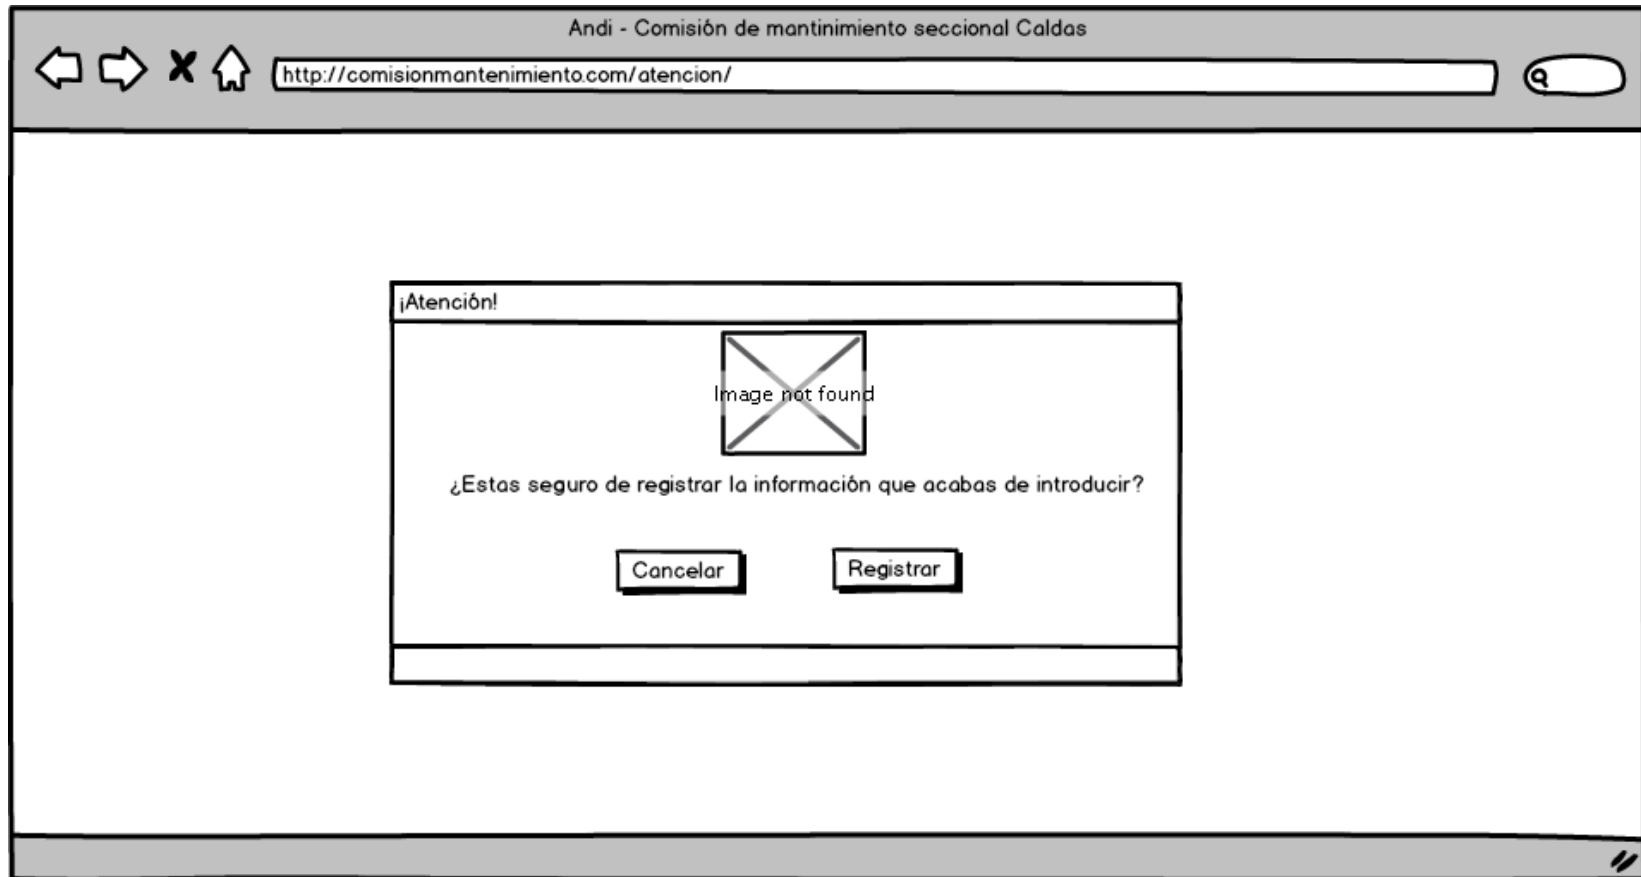 Andi - Comisión de mantinimiento seccional Caldas
http://comisionmantenimiento.com/atencion/
¡Atención!
Image not found
¿Estas seguro de registrar la información que acabas de introducir?
Cancelar
Registrar